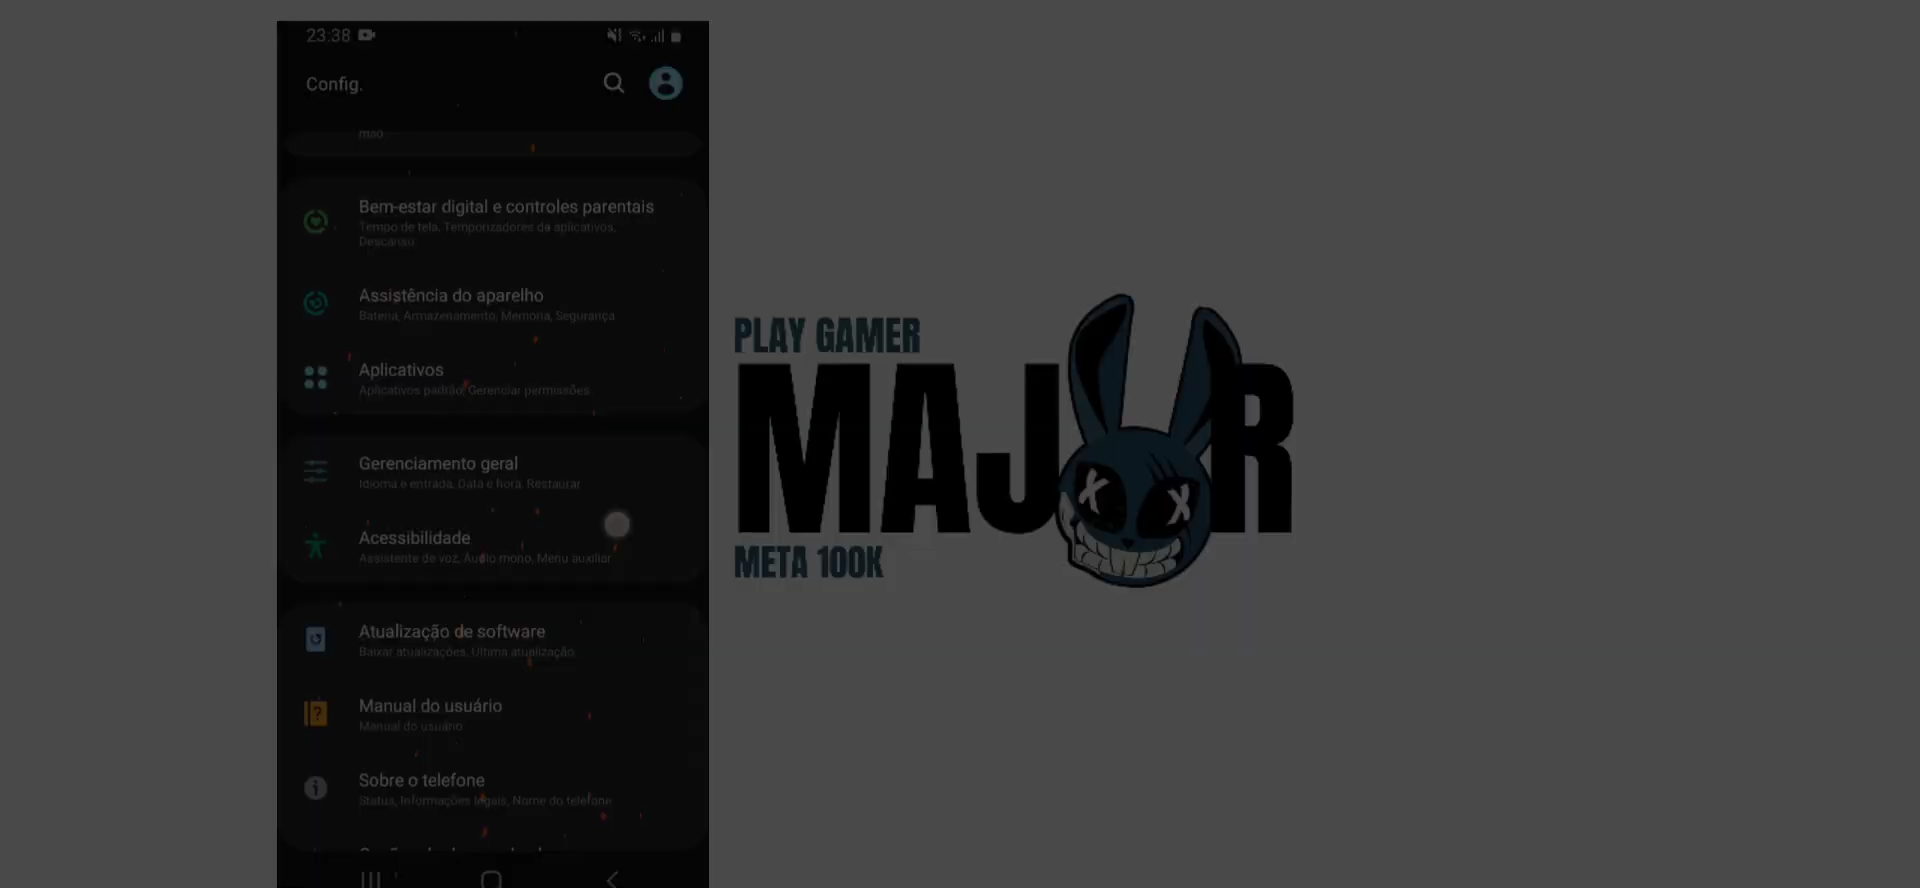 23:38
Config.
mão
Bem-estar digital e controles parentais
Tempo de tela, Temporizadores da aplicativos,
Descanso
Assistência do aparelho
Bateria, Armazenamento, Memória, Segurança
Aplicativos
Aplicativos padrão, Gerenciar permissões
Gerenciamento geral
Idioma e entrada, Data e hora, Restaurar
Acessibilidade
Assistente de voz, Áudio mono, Menu auxiliar
Atualização de software
Baixar atualizações, Última atualização
Manual do usuário
Manual do usuário
Sobre o telefone
Status, Informações legais, Nome do telefone
PLAY GAMER
MAJOR
META 100K